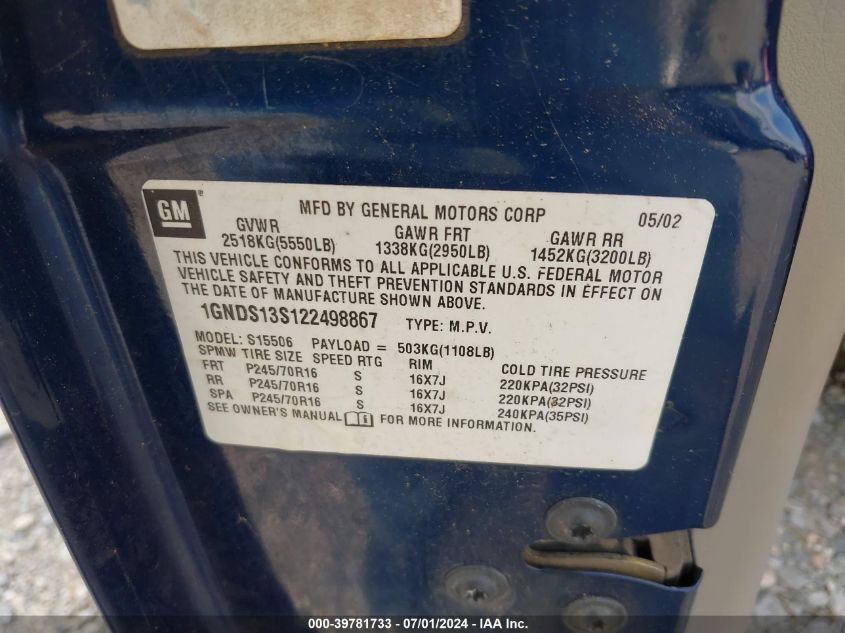 GM ® MFD BY GENERAL MOTORS CORP 05/02
GVWR GAWR FRT GAWR RR
2518KG(5550LB) 1338KG(2950LB) 1452KG(3200LB)
THIS VEHICLE CONFORMS TO ALL APPLICABLE U.S. FEDERAL MOTOR
VEHICLE SAFETY AND THEFT PREVENTION STANDARDS IN EFFECT ON
THE DATE OF MANUFACTURE SHOWN ABOVE.
1GNDS13S122498867 TYPE: M.P.V.
MODEL: S15506 PAYLOAD = 503KG(1108LB)
SPMW TIRE SIZE SPEED RTG RIM COLD TIRE PRESSURE
FRT P245/70R16 S 16X7J 220KPA(32PSI)
RR P245/70R16 S 16X7J 220KPA(32PSI)
SPA P245/70R16 S 16X7J 240KPA(35PSI)
SEE OWNER'S MANUAL FOR MORE INFORMATION.
000-39781733 - 07/01/2024 - IAA Inc.